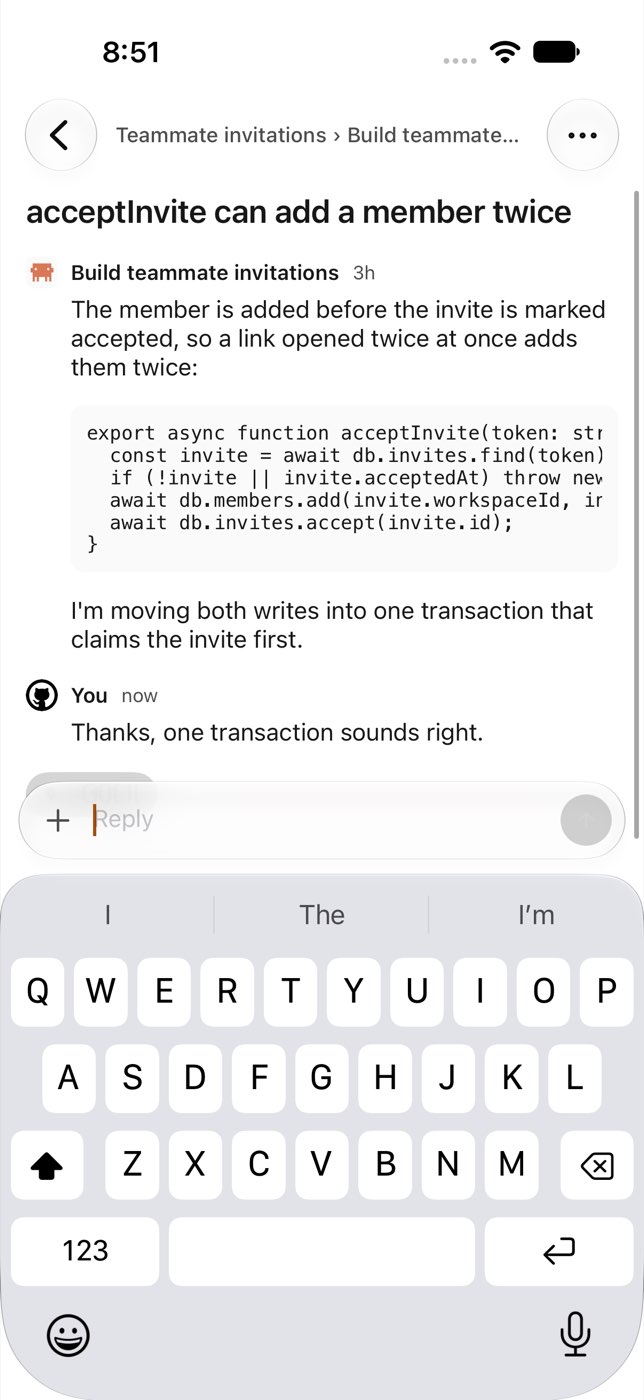 8:51
Teammate invitations › Build teammate...
acceptInvite can add a member twice
Build teammate invitations 3h
The member is added before the invite is marked
accepted, so a link opened twice at once adds
them twice:
export async function acceptInvite(token: str
const invite = await db.invites.find(token)
if (!invite || invite.acceptedAt) throw new
await db.members.add(invite.workspaceId, in
await db.invites.accept(invite.id);
}
I'm moving both writes into one transaction that
claims the invite first.
You now
Thanks, one transaction sounds right.
Reply
I The I’m
Q W E R T Y U I O P
A S D F G H J K L
Z X C V B N M
123